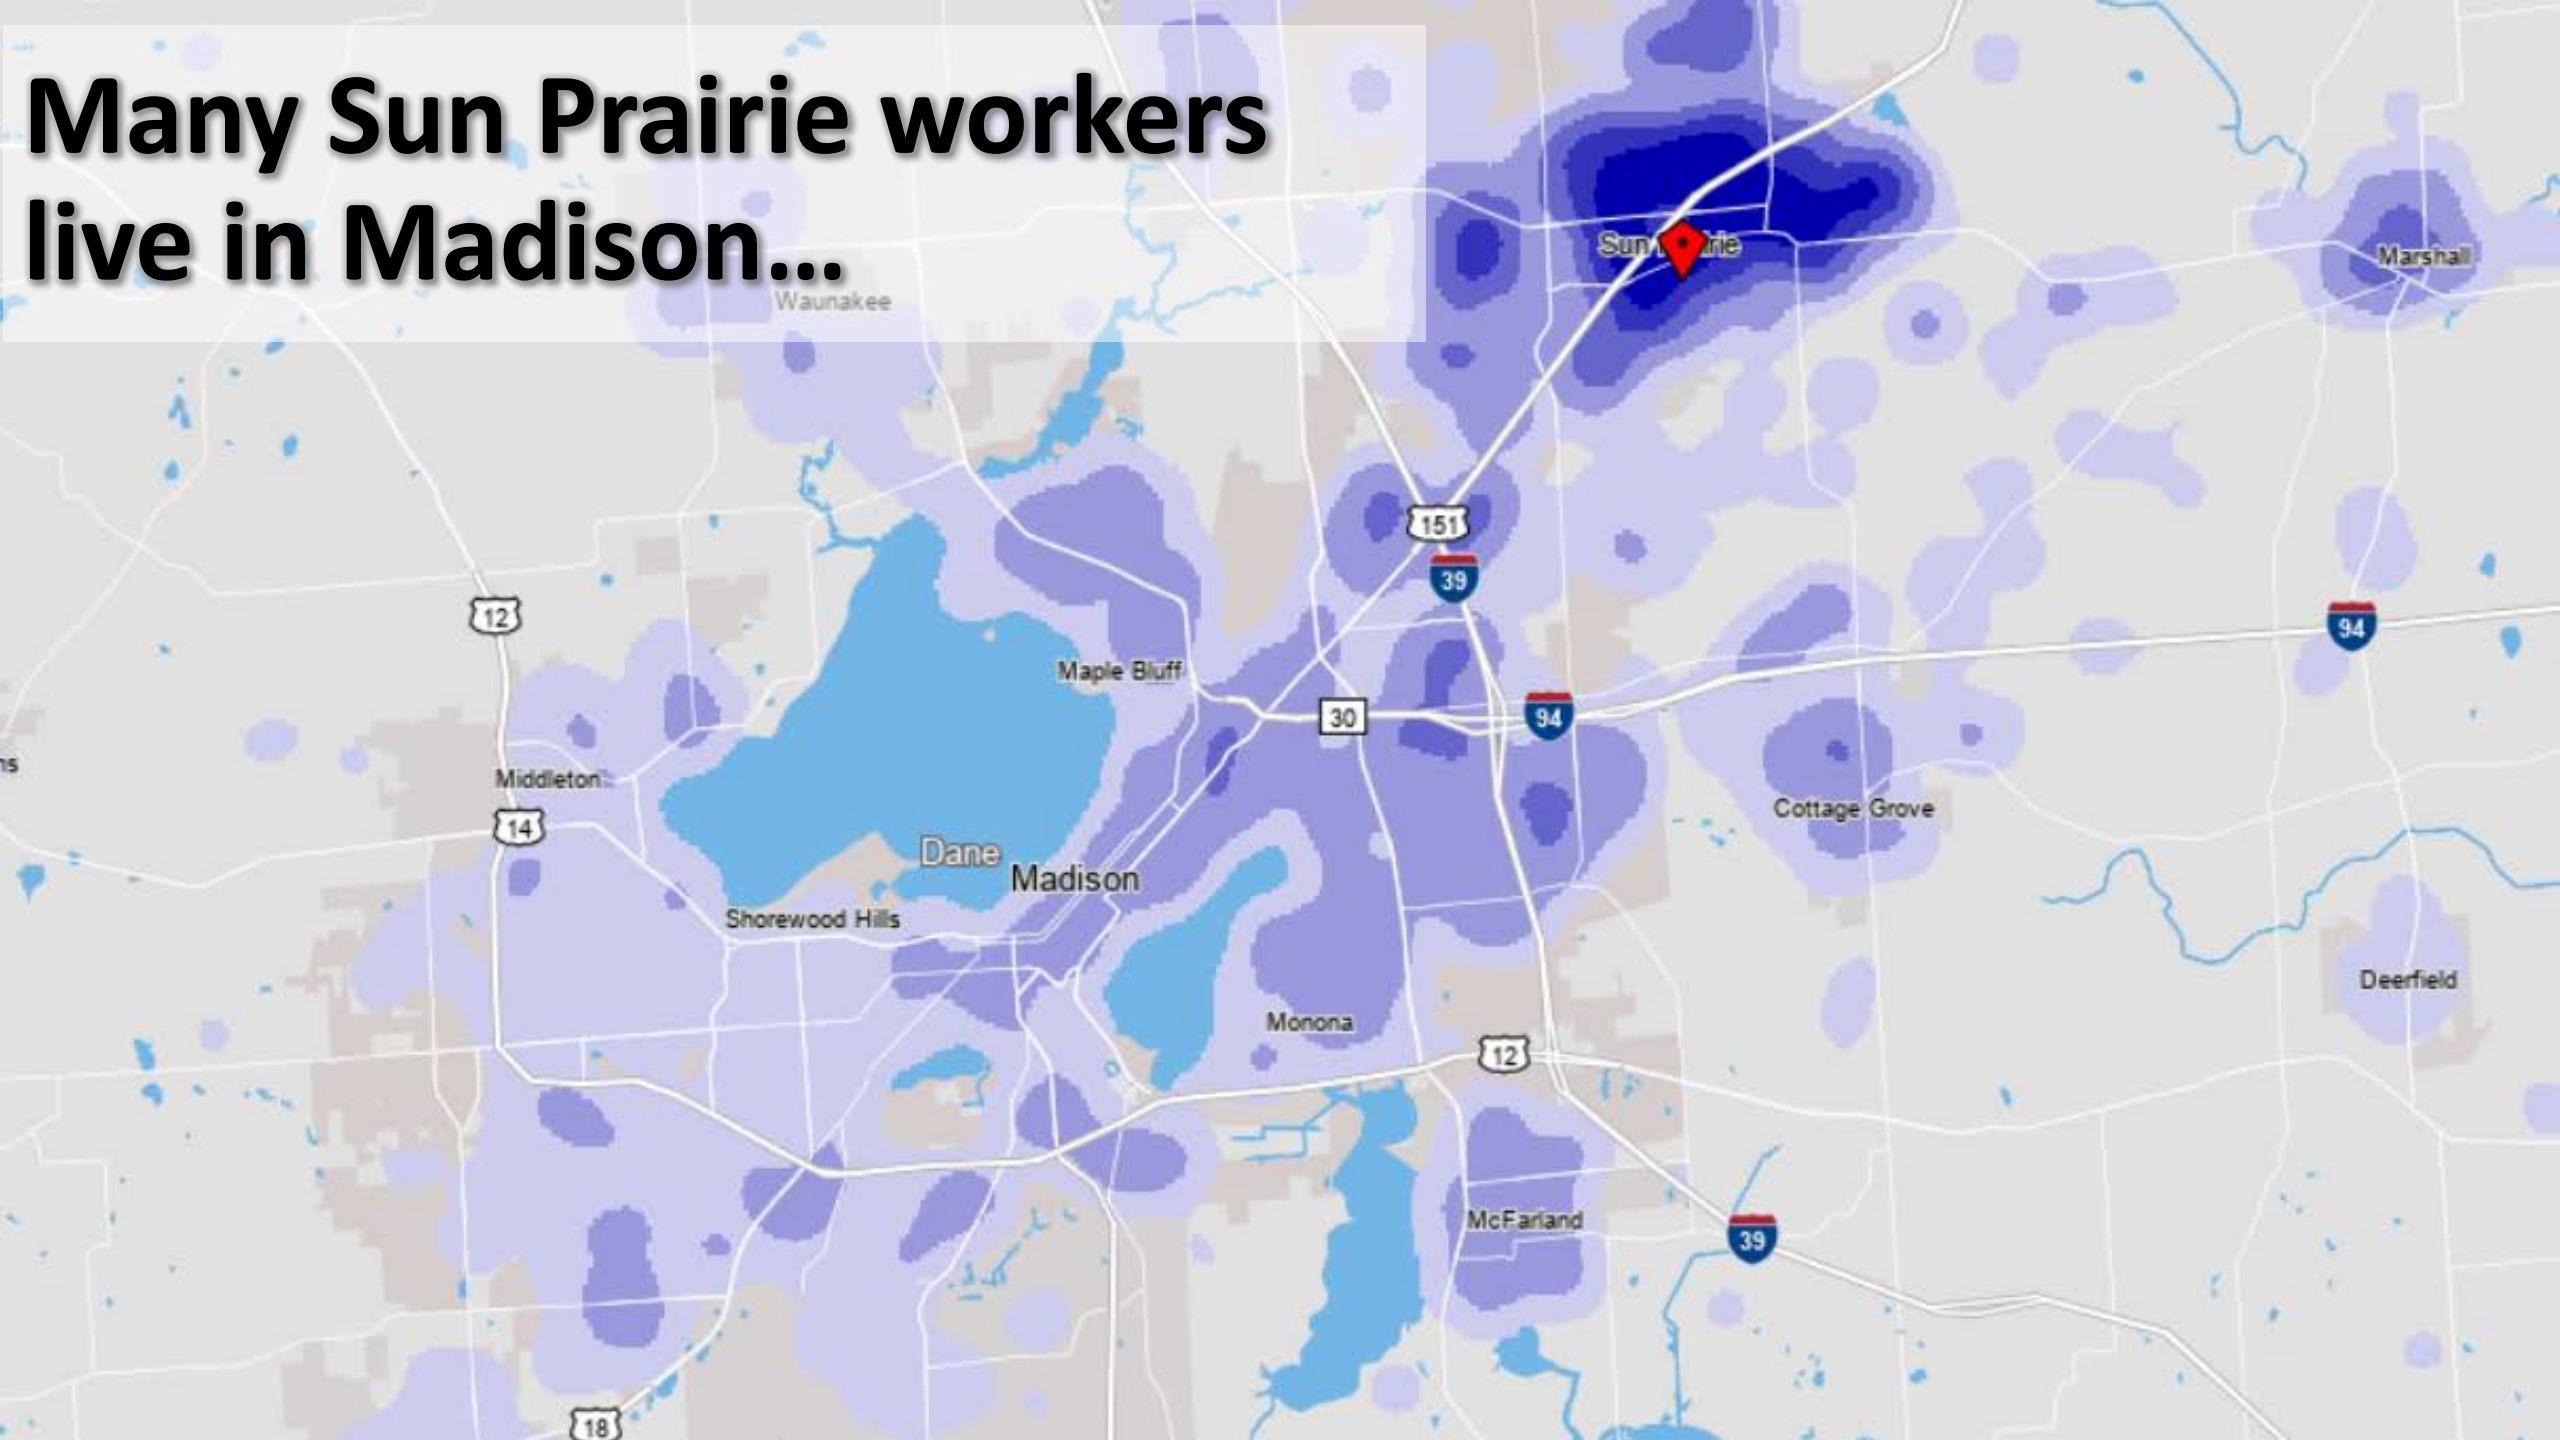 Many Sun Prairie workers
live in Madison...
Waunakee
Marshall
151
39
12
94
Maple Bluff
30
94
Middleton
14
Cottage Grove
Dane
Madison
Shorewood Hills
Deerfield
Monona
12
McFarland
39
18